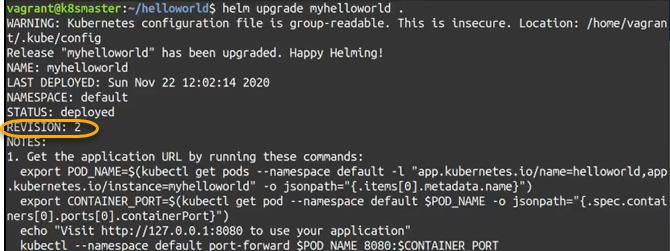 vagrant@k8smaster:~/helloworld$ helm upgrade myhelloworld .
WARNING: Kubernetes configuration file is group-readable. This is insecure. Location: /home/vagran
t/.kube/config
Release "myhelloworld" has been upgraded. Happy Helming!
NAME: myhelloworld
LAST DEPLOYED: Sun Nov 22 12:02:14 2020
NAMESPACE: default
STATUS: deployed
REVISION: 2
NOTES:
1. Get the application URL by running these commands:
  export POD_NAME=$(kubectl get pods --namespace default -l "app.kubernetes.io/name=helloworld,app
.kubernetes.io/instance=myhelloworld" -o jsonpath="{.items[0].metadata.name}")
  export CONTAINER_PORT=$(kubectl get pod --namespace default $POD_NAME -o jsonpath="{.spec.contai
ners[0].ports[0].containerPort}")
  echo "Visit http://127.0.0.1:8080 to use your application"
  kubectl --namespace default port-forward $POD_NAME 8080:$CONTAINER_PORT